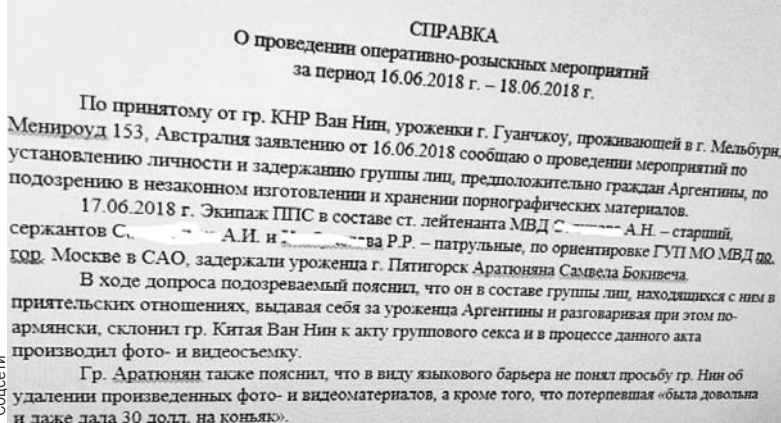 СПРАВКА
О проведении оперативно-розыскных мероприятий
за период 16.06.2018 г. – 18.06.2018 г.
По принятому от гр. КНР Ван Нин, уроженки г. Гуанчжоу, проживающей в г. Мельбурн,
Менироуд 153, Австралия заявлению от 16.06.2018 сообщаю о проведении мероприятий по
установлению личности и задержанию группы лиц, предположительно граждан Аргентины, по
подозрению в незаконном изготовлении и хранении порнографических материалов.
17.06.2018 г. Экипаж ППС в составе ст. лейтенанта МВД А.Н. – старший,
сержантов А.И. и Р.Р. – патрульные, по ориентировке ГУП МО МВД по
гор. Москве в САО, задержали уроженца г. Пятигорск Аратюняна Самвела Бокивеча.
В ходе допроса подозреваемый пояснил, что он в составе группы лиц, находящихся с ним в
приятельских отношениях, выдавая себя за уроженца Аргентины и разговаривая при этом по-
армянски, склонил гр. Китая Ван Нин к акту группового секса и в процессе данного акта
производил фото- и видеосъемку.
Гр. Аратюнян также пояснил, что в виду языкового барьера не понял просьбу гр. Нин об
удалении произведенных фото- и видеоматериалов, а кроме того, что потерпевшая «была довольна
и даже дала 30 долл. на коньяк».
соцсети